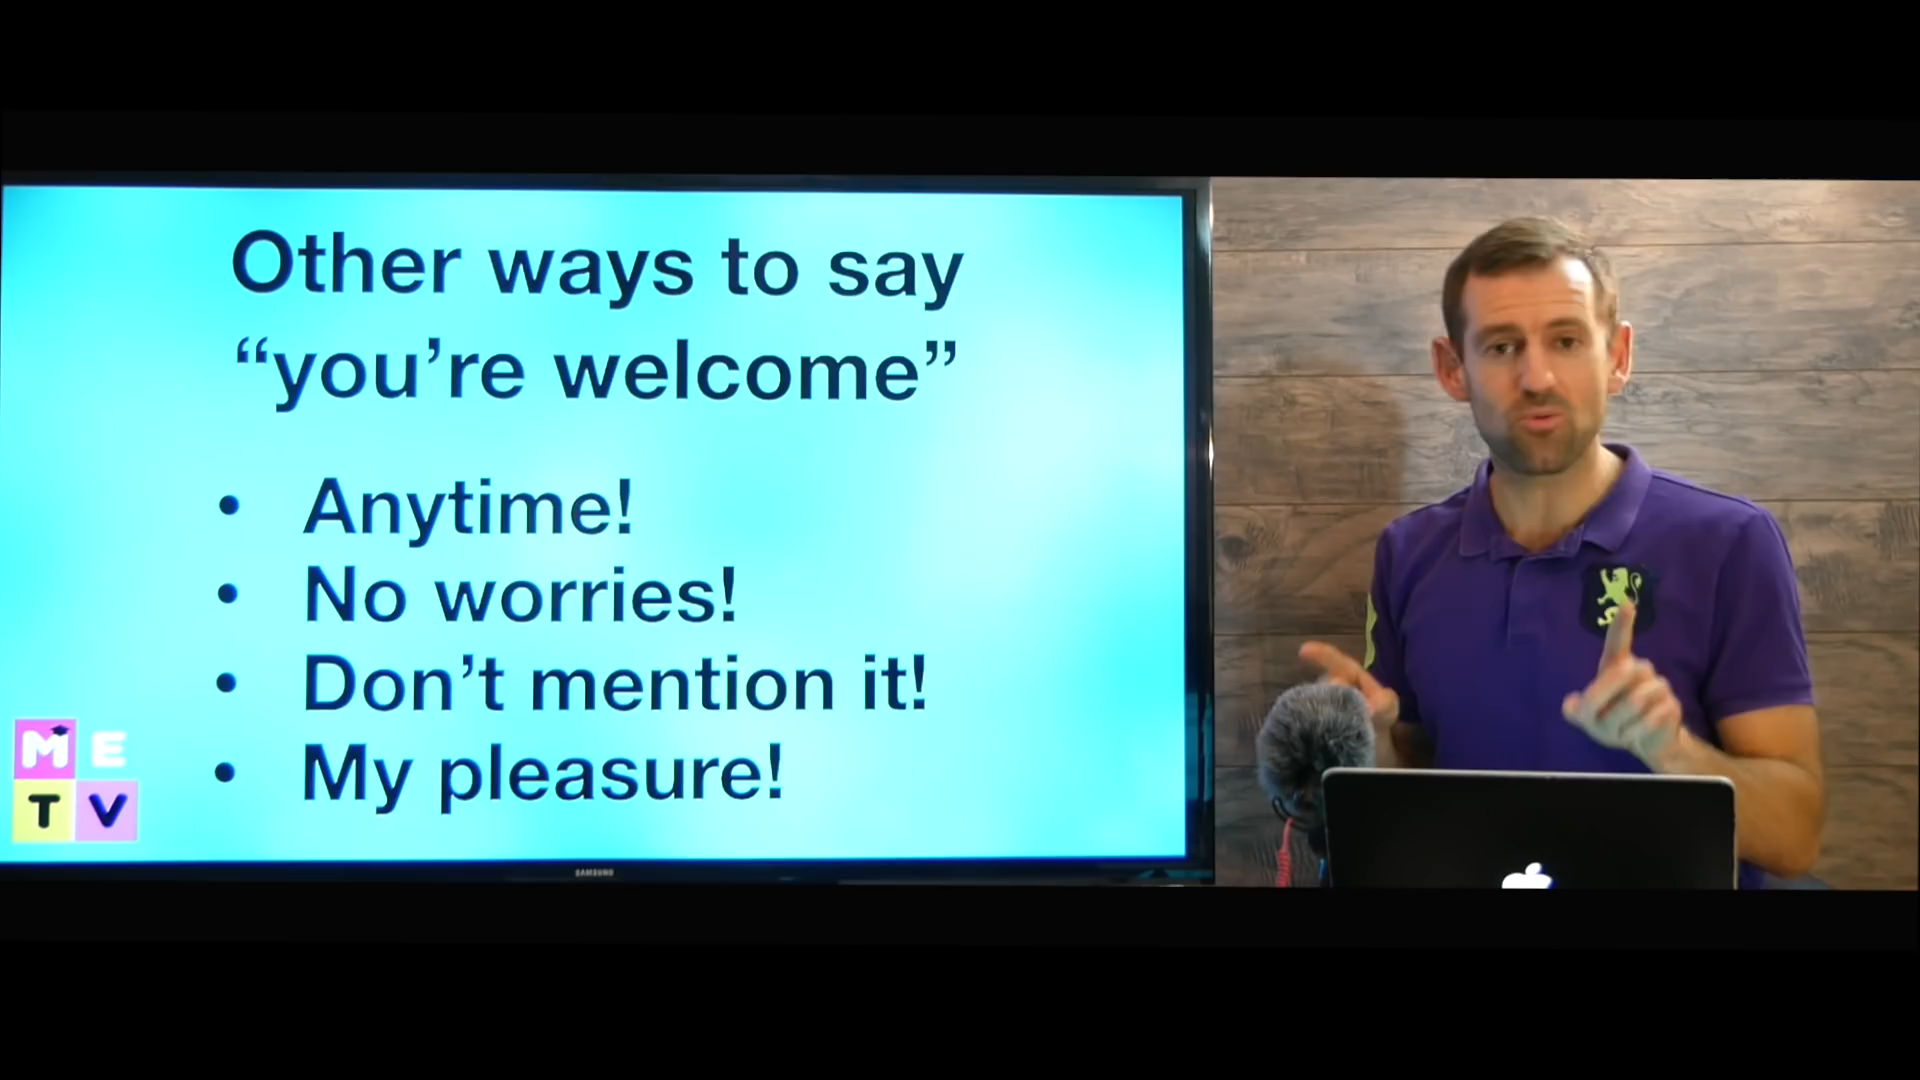 Other ways to say
“you’re welcome”
• Anytime!
• No worries!
• Don’t mention it!
• My pleasure!
M E
T V
SAMSUNG